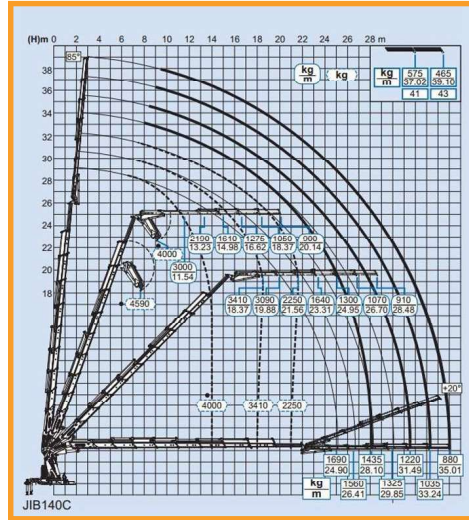 (H)m 0 2 4 6 8 10 12 14 16 18 20 22 24 26 28 m
85°
kg
m
kg
kg
m
575 465
37.02 39.10
41 43
38
36
34
32
30
28
26
24
22
20
18
2100 1610 1275 1050 900
13.23 14.98 16.62 18.37 20.14
4000
3000
11.54
4590
3410 3090 2250 1640 1300 1070 910
18.37 19.88 21.56 23.31 24.95 26.70 28.48
+20°
4000 3410 2250
1690 1435 1220 880
24.90 28.10 31.49 35.01
kg
m
1560 1325 1035
26.41 29.85 33.24
JIB140C